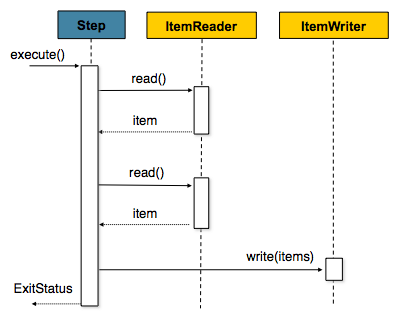 Step
ItemReader
ItemWriter
execute()
read()
item
read()
item
write(items)
ExitStatus